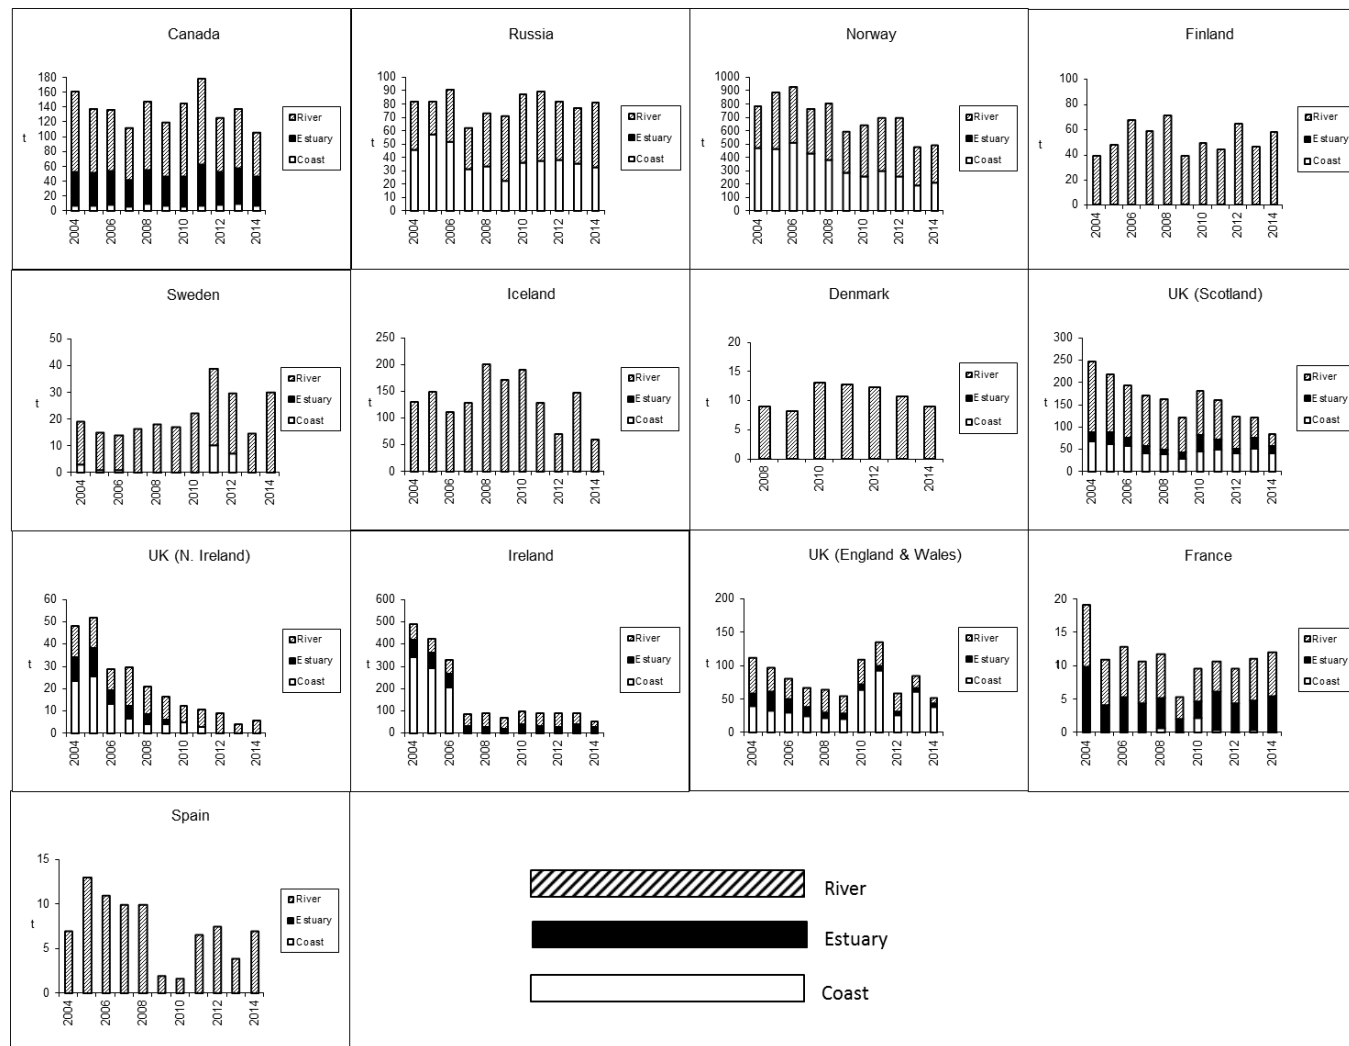 Canada
180
160
140
120
100
80
60
40
20
0
t
2004
2006
2008
2010
2012
2014
River
Estuary
Coast
Russia
100
90
80
70
60
50
40
30
20
10
0
t
2004
2006
2008
2010
2012
2014
River
Estuary
Coast
Norway
1000
900
800
700
600
500
400
300
200
100
0
t
2004
2006
2008
2010
2012
2014
River
Estuary
Coast
Finland
100
80
60
40
20
0
t
2004
2006
2008
2010
2012
2014
River
Estuary
Coast
Sweden
50
40
30
20
10
0
t
2004
2006
2008
2010
2012
2014
River
Estuary
Coast
Iceland
250
200
150
100
50
0
t
2004
2006
2008
2010
2012
2014
River
Estuary
Coast
Denmark
20
15
10
5
0
t
2008
2010
2012
2014
River
Estuary
Coast
UK (Scotland)
300
250
200
150
100
50
0
t
2004
2006
2008
2010
2012
2014
River
Estuary
Coast
UK (N. Ireland)
60
50
40
30
20
10
0
t
2004
2006
2008
2010
2012
2014
River
Estuary
Coast
Ireland
600
500
400
300
200
100
0
t
2004
2006
2008
2010
2012
2014
River
Estuary
Coast
UK (England & Wales)
200
150
100
50
0
t
2004
2006
2008
2010
2012
2014
River
Estuary
Coast
France
20
15
10
5
0
t
2004
2006
2008
2010
2012
2014
River
Estuary
Coast
Spain
15
10
5
0
t
2004
2006
2008
2010
2012
2014
River
Estuary
Coast
River
Estuary
Coast